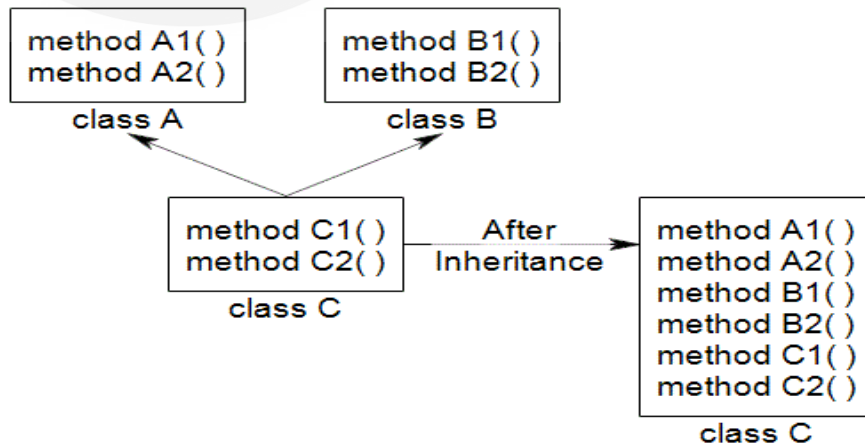 method A1( )
method A2( )
class A
method B1( )
method B2( )
class B
method C1( )
method C2( )
class C
After
Inheritance
method A1( )
method A2( )
method B1( )
method B2( )
method C1( )
method C2( )
class C